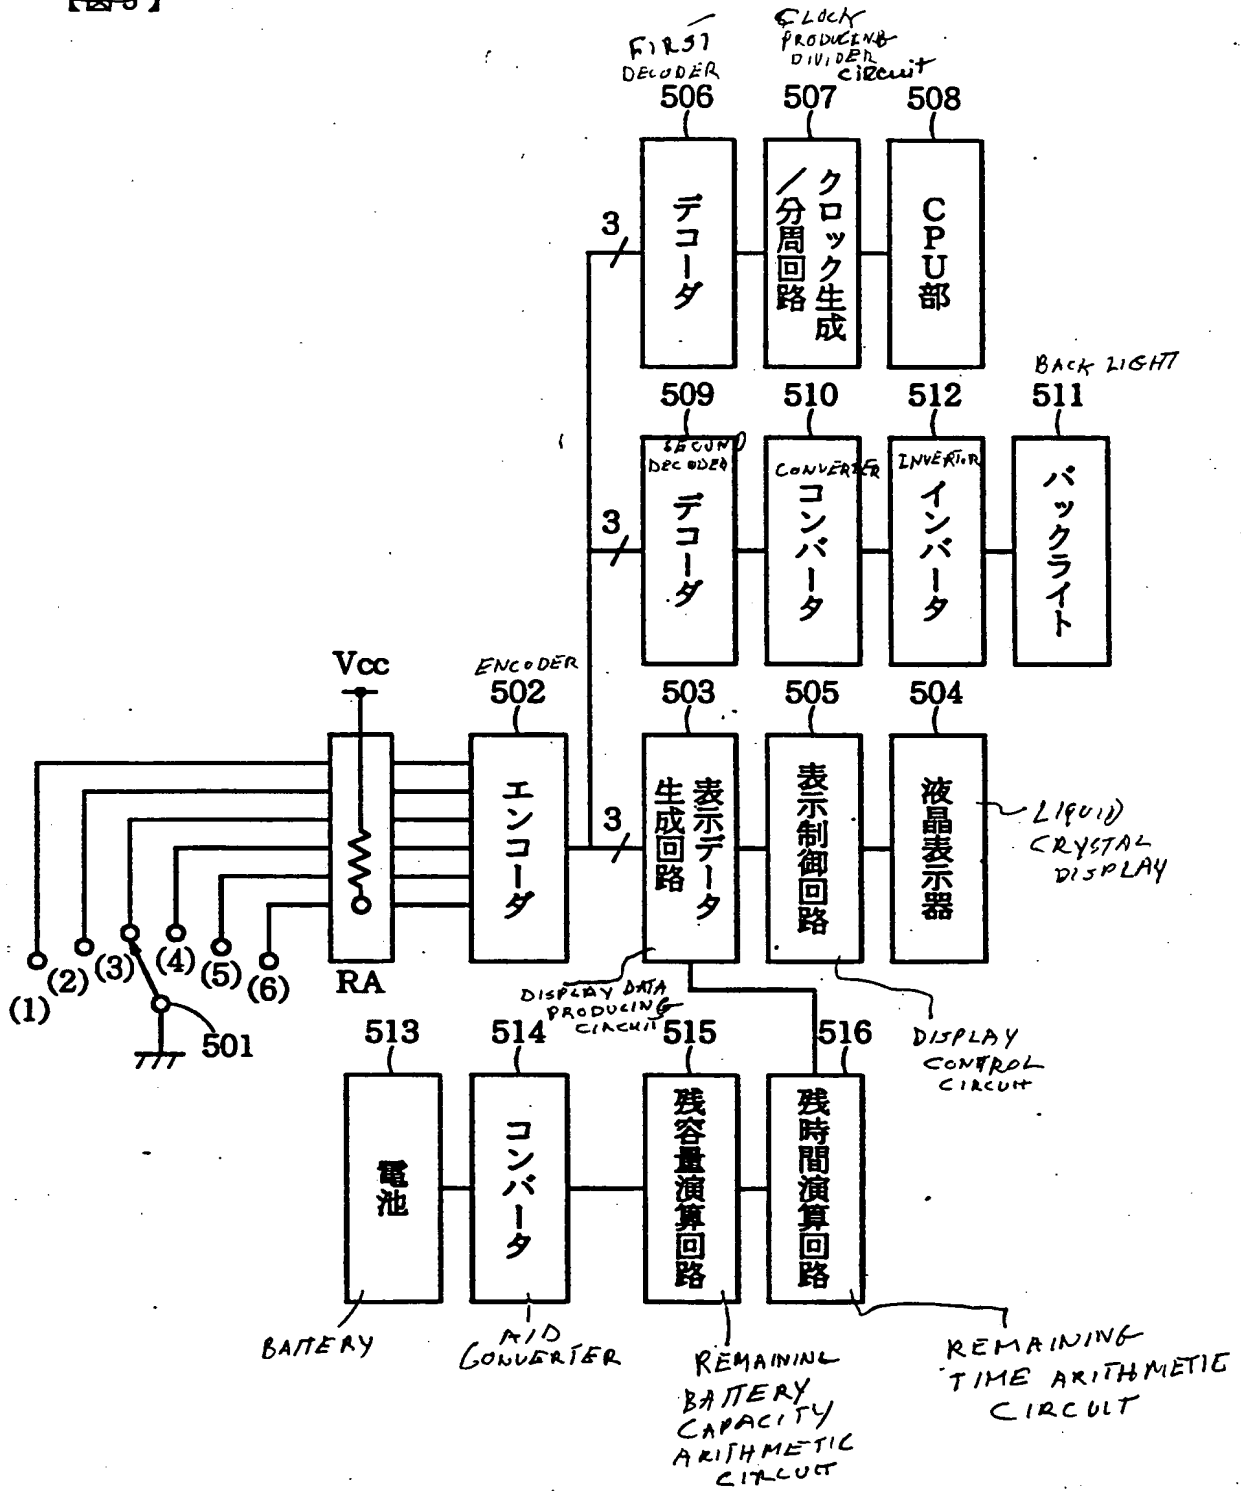 【図5】
FIRST
DECODER
506
CLOCK
PRODUCING
DIVIDER
circuit
507
508
デコーダ
クロック生成
/分周回路
CPU部
3
509
510
512
BACK LIGHT
511
SECOND
DECODER
デコーダ
CONVERTER
コンバータ
INVERTOR
インバータ
バックライト
3
Vcc
ENCODER
502
503
505
504
エンコーダ
表示データ
生成回路
表示制御回路
液晶表示器
3
LIQUID
CRYSTAL
DISPLAY
(1)
(2)
(3)
(4)
(5)
(6)
RA
501
DISPLAY DATA
PRODUCING
CIRCUIT
DISPLAY
CONTROL
CIRCUIT
513
514
515
516
電池
コンバータ
残容量演算回路
残時間演算回路
BATTERY
A/D
CONVERTER
REMAINING
BATTERY
CAPACITY
ARITHMETIC
CIRCUIT
REMAINING
TIME ARITHMETIC
CIRCUIT